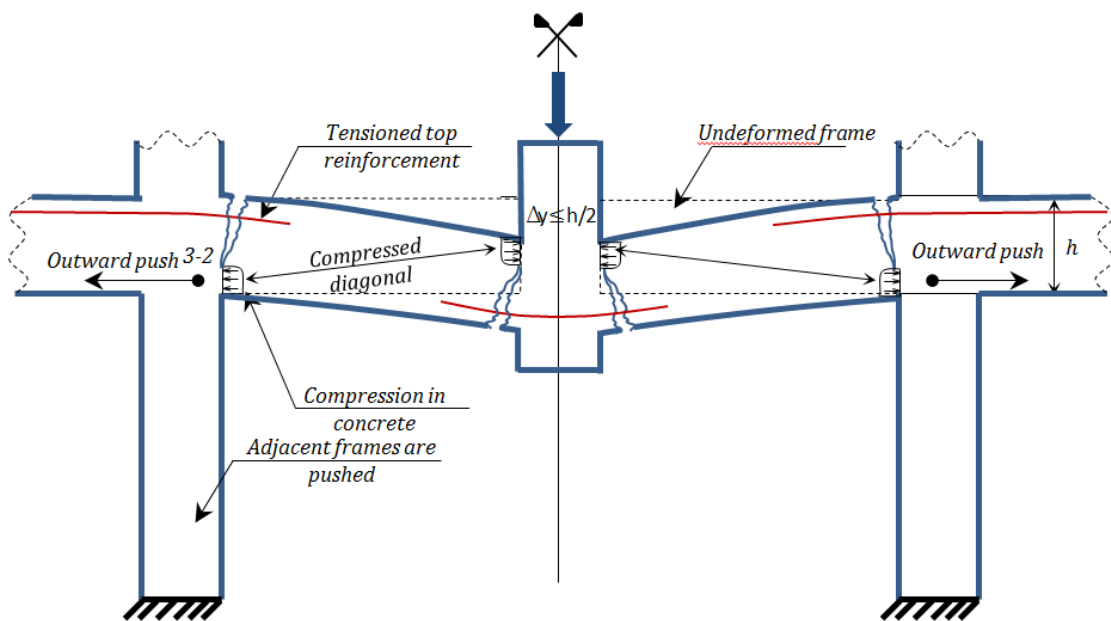 Tensioned top
reinforcement
Undeformed frame
Δy≤h/2
Outward push 3-2
Compressed
diagonal
Outward push
h
Compression in
concrete
Adjacent frames are
pushed